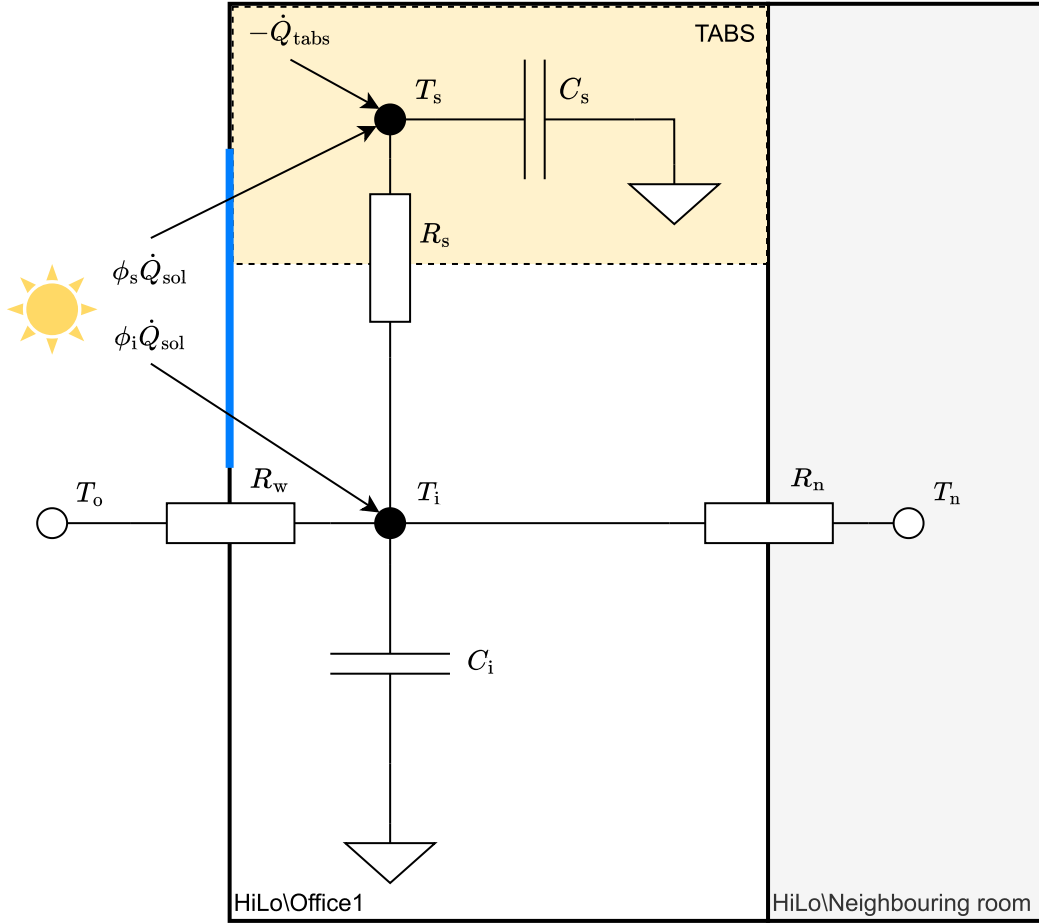 −Q̇tabs
TABS
Ts
Cs
Rs
ϕsQ̇sol
ϕiQ̇sol
To
Rw
Ti
Rn
Tn
Ci
HiLo\Office1
HiLo\Neighbouring room